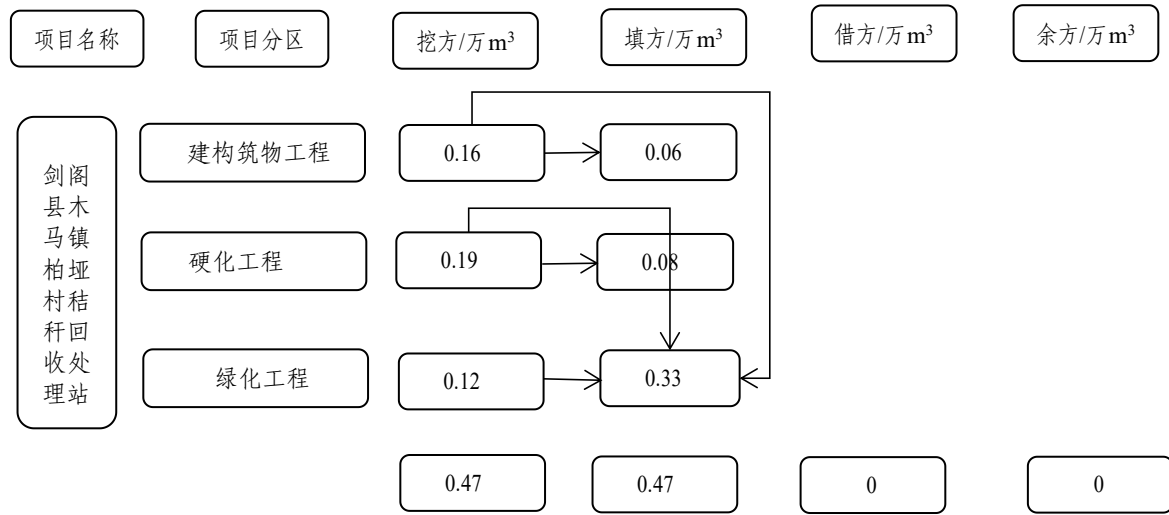 项目名称
项目分区
挖方/万m³
填方/万m³
借方/万m³
余方/万m³
剑阁
县木
马镇
柏垭
村秸
秆回
收处
理站
建构筑物工程
0.16
0.06
硬化工程
0.19
0.08
绿化工程
0.12
0.33
0.47
0.47
0
0